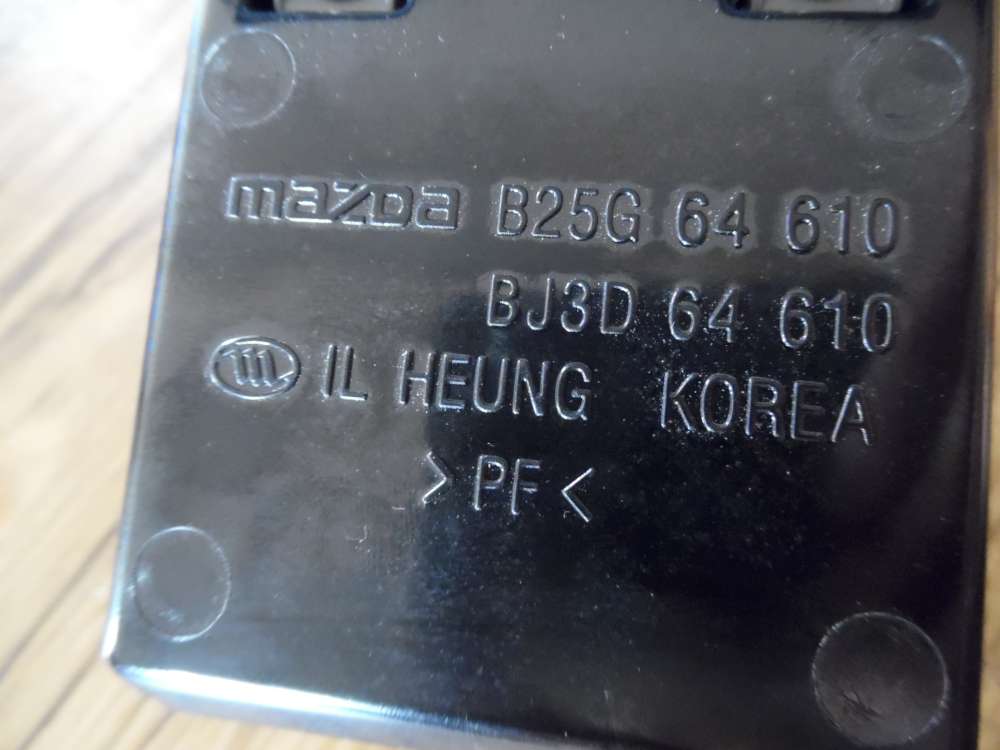 mazda B25G 64 610
BJ3D 64 610
IL HEUNG KOREA
>PF<